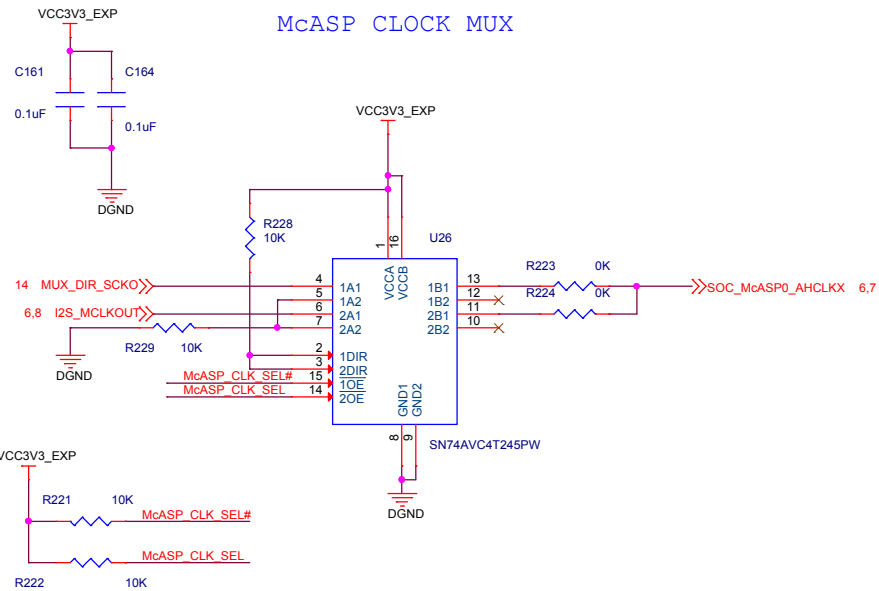 McASP CLOCK MUX
VCC3V3_EXP
C161
C164
0.1uF
0.1uF
DGND
VCC3V3_EXP
R228
10K
U26
1
16
VCCA
VCCB
14 MUX_DIR_SCKO
6,8 I2S_MCLKOUT
R229 10K
DGND
4 1A1
5 1A2
6 2A1
7 2A2
2 1DIR
3 2DIR
McASP_CLK_SEL# 15 1OE
McASP_CLK_SEL 14 2OE
1B1 13
1B2 12
2B1 11
2B2 10
R223 0K
R224 0K
SOC_McASP0_AHCLKX 6,7
GND1
GND2
8
9
SN74AVC4T245PW
DGND
VCC3V3_EXP
R221 10K
McASP_CLK_SEL#
McASP_CLK_SEL
R222 10K